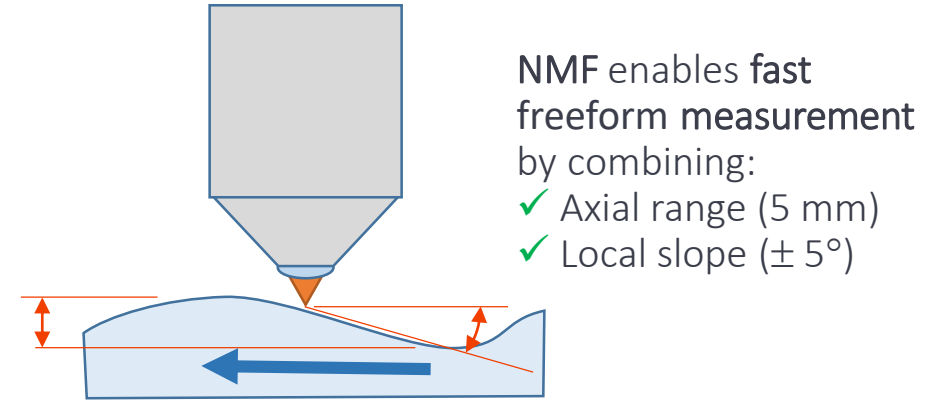 NMF enables fast
freeform measurement
by combining:
✓ Axial range (5 mm)
✓ Local slope (± 5°)